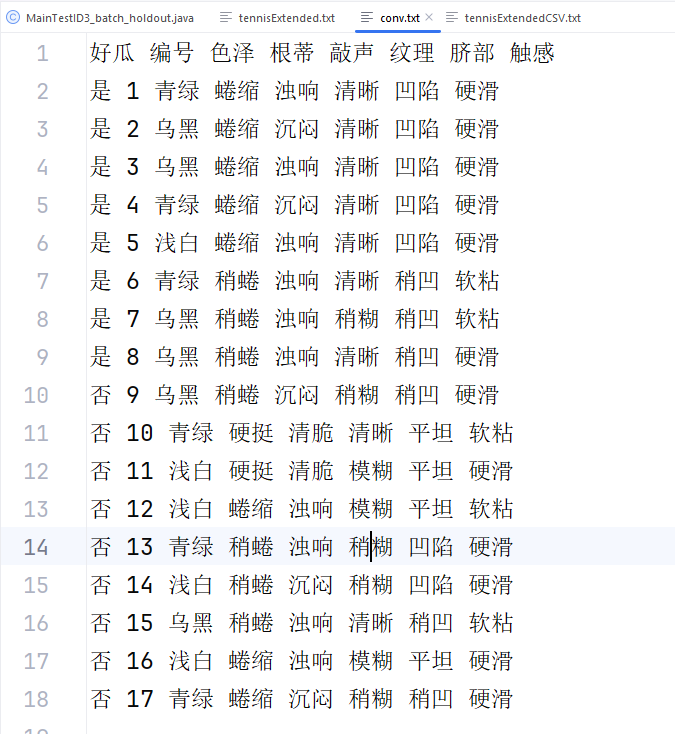 MainTestID3_batch_holdout.java tennisExtended.txt conv.txt tennisExtendedCSV.txt
1 好瓜 编号 色泽 根蒂 敲声 纹理 脐部 触感
2 是 1 青绿 蜷缩 浊响 清晰 凹陷 硬滑
3 是 2 乌黑 蜷缩 沉闷 清晰 凹陷 硬滑
4 是 3 乌黑 蜷缩 浊响 清晰 凹陷 硬滑
5 是 4 青绿 蜷缩 沉闷 清晰 凹陷 硬滑
6 是 5 浅白 蜷缩 浊响 清晰 凹陷 硬滑
7 是 6 青绿 稍蜷 浊响 清晰 稍凹 软粘
8 是 7 乌黑 稍蜷 浊响 稍糊 稍凹 软粘
9 是 8 乌黑 稍蜷 浊响 清晰 稍凹 硬滑
10 否 9 乌黑 稍蜷 沉闷 稍糊 稍凹 硬滑
11 否 10 青绿 硬挺 清脆 清晰 平坦 软粘
12 否 11 浅白 硬挺 清脆 模糊 平坦 硬滑
13 否 12 浅白 蜷缩 浊响 模糊 平坦 软粘
14 否 13 青绿 稍蜷 浊响 稍糊 凹陷 硬滑
15 否 14 浅白 稍蜷 沉闷 稍糊 凹陷 硬滑
16 否 15 乌黑 稍蜷 浊响 清晰 稍凹 软粘
17 否 16 浅白 蜷缩 浊响 模糊 平坦 硬滑
18 否 17 青绿 蜷缩 沉闷 稍糊 稍凹 硬滑